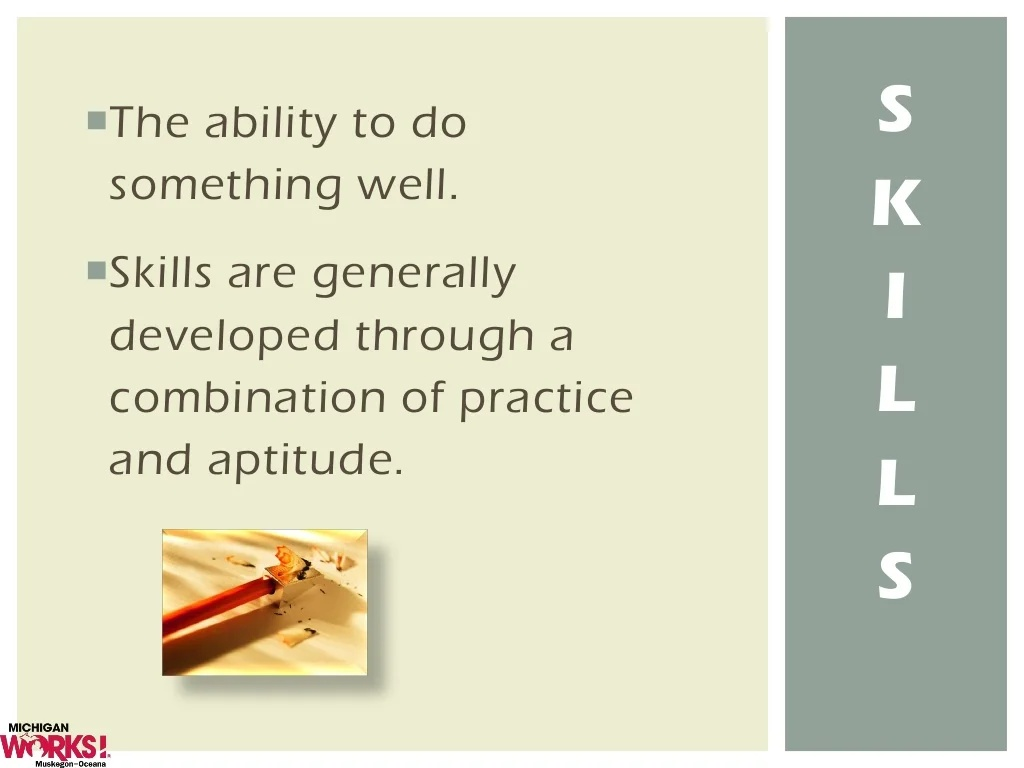 The ability to do
something well.
Skills are generally
developed through a
combination of practice
and aptitude.
S
K
I
L
L
S
MICHIGAN
WORKS!
Muskegon-Oceana